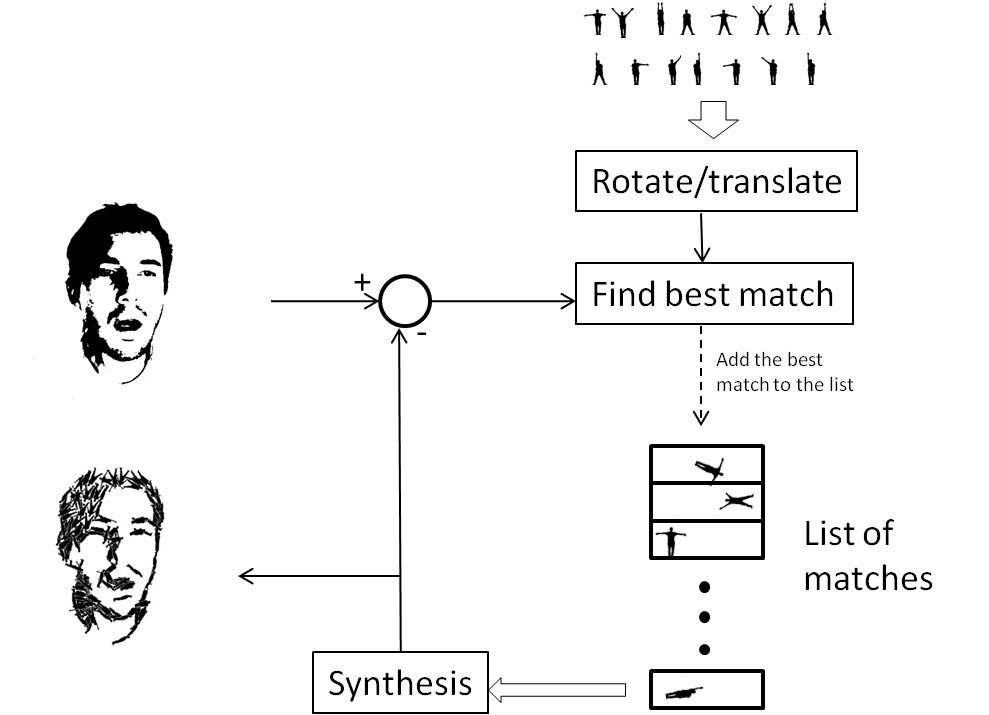 Rotate/translate
+
Find best match
-
Add the best
match to the list
List of
matches
Synthesis